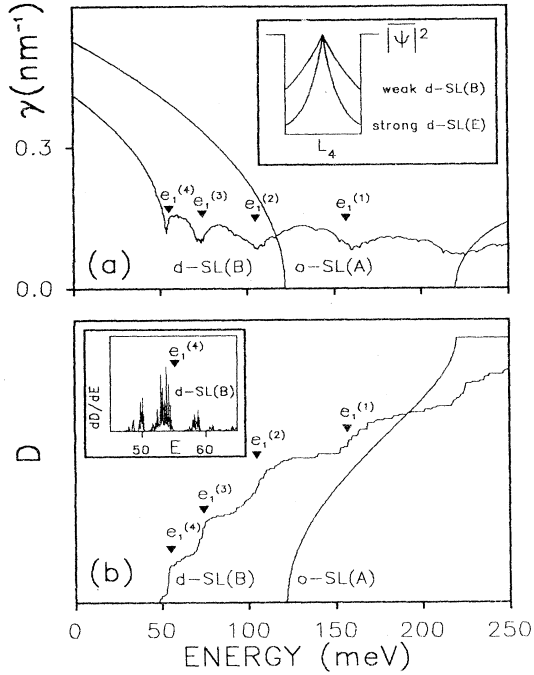 γ(nm⁻¹)
|Ψ|²
weak d-SL(B)
strong d-SL(E)
L₄
0.3
e₁⁽⁴⁾ e₁⁽³⁾ e₁⁽²⁾ e₁⁽¹⁾
(a) d-SL(B) o-SL(A)
0.0
e₁⁽⁴⁾
d-SL(B)
dD/dE
50 E 60
e₁⁽¹⁾
e₁⁽²⁾
D
e₁⁽³⁾
e₁⁽⁴⁾
(b) d-SL(B) o-SL(A)
0 50 100 150 200 250
ENERGY (meV)